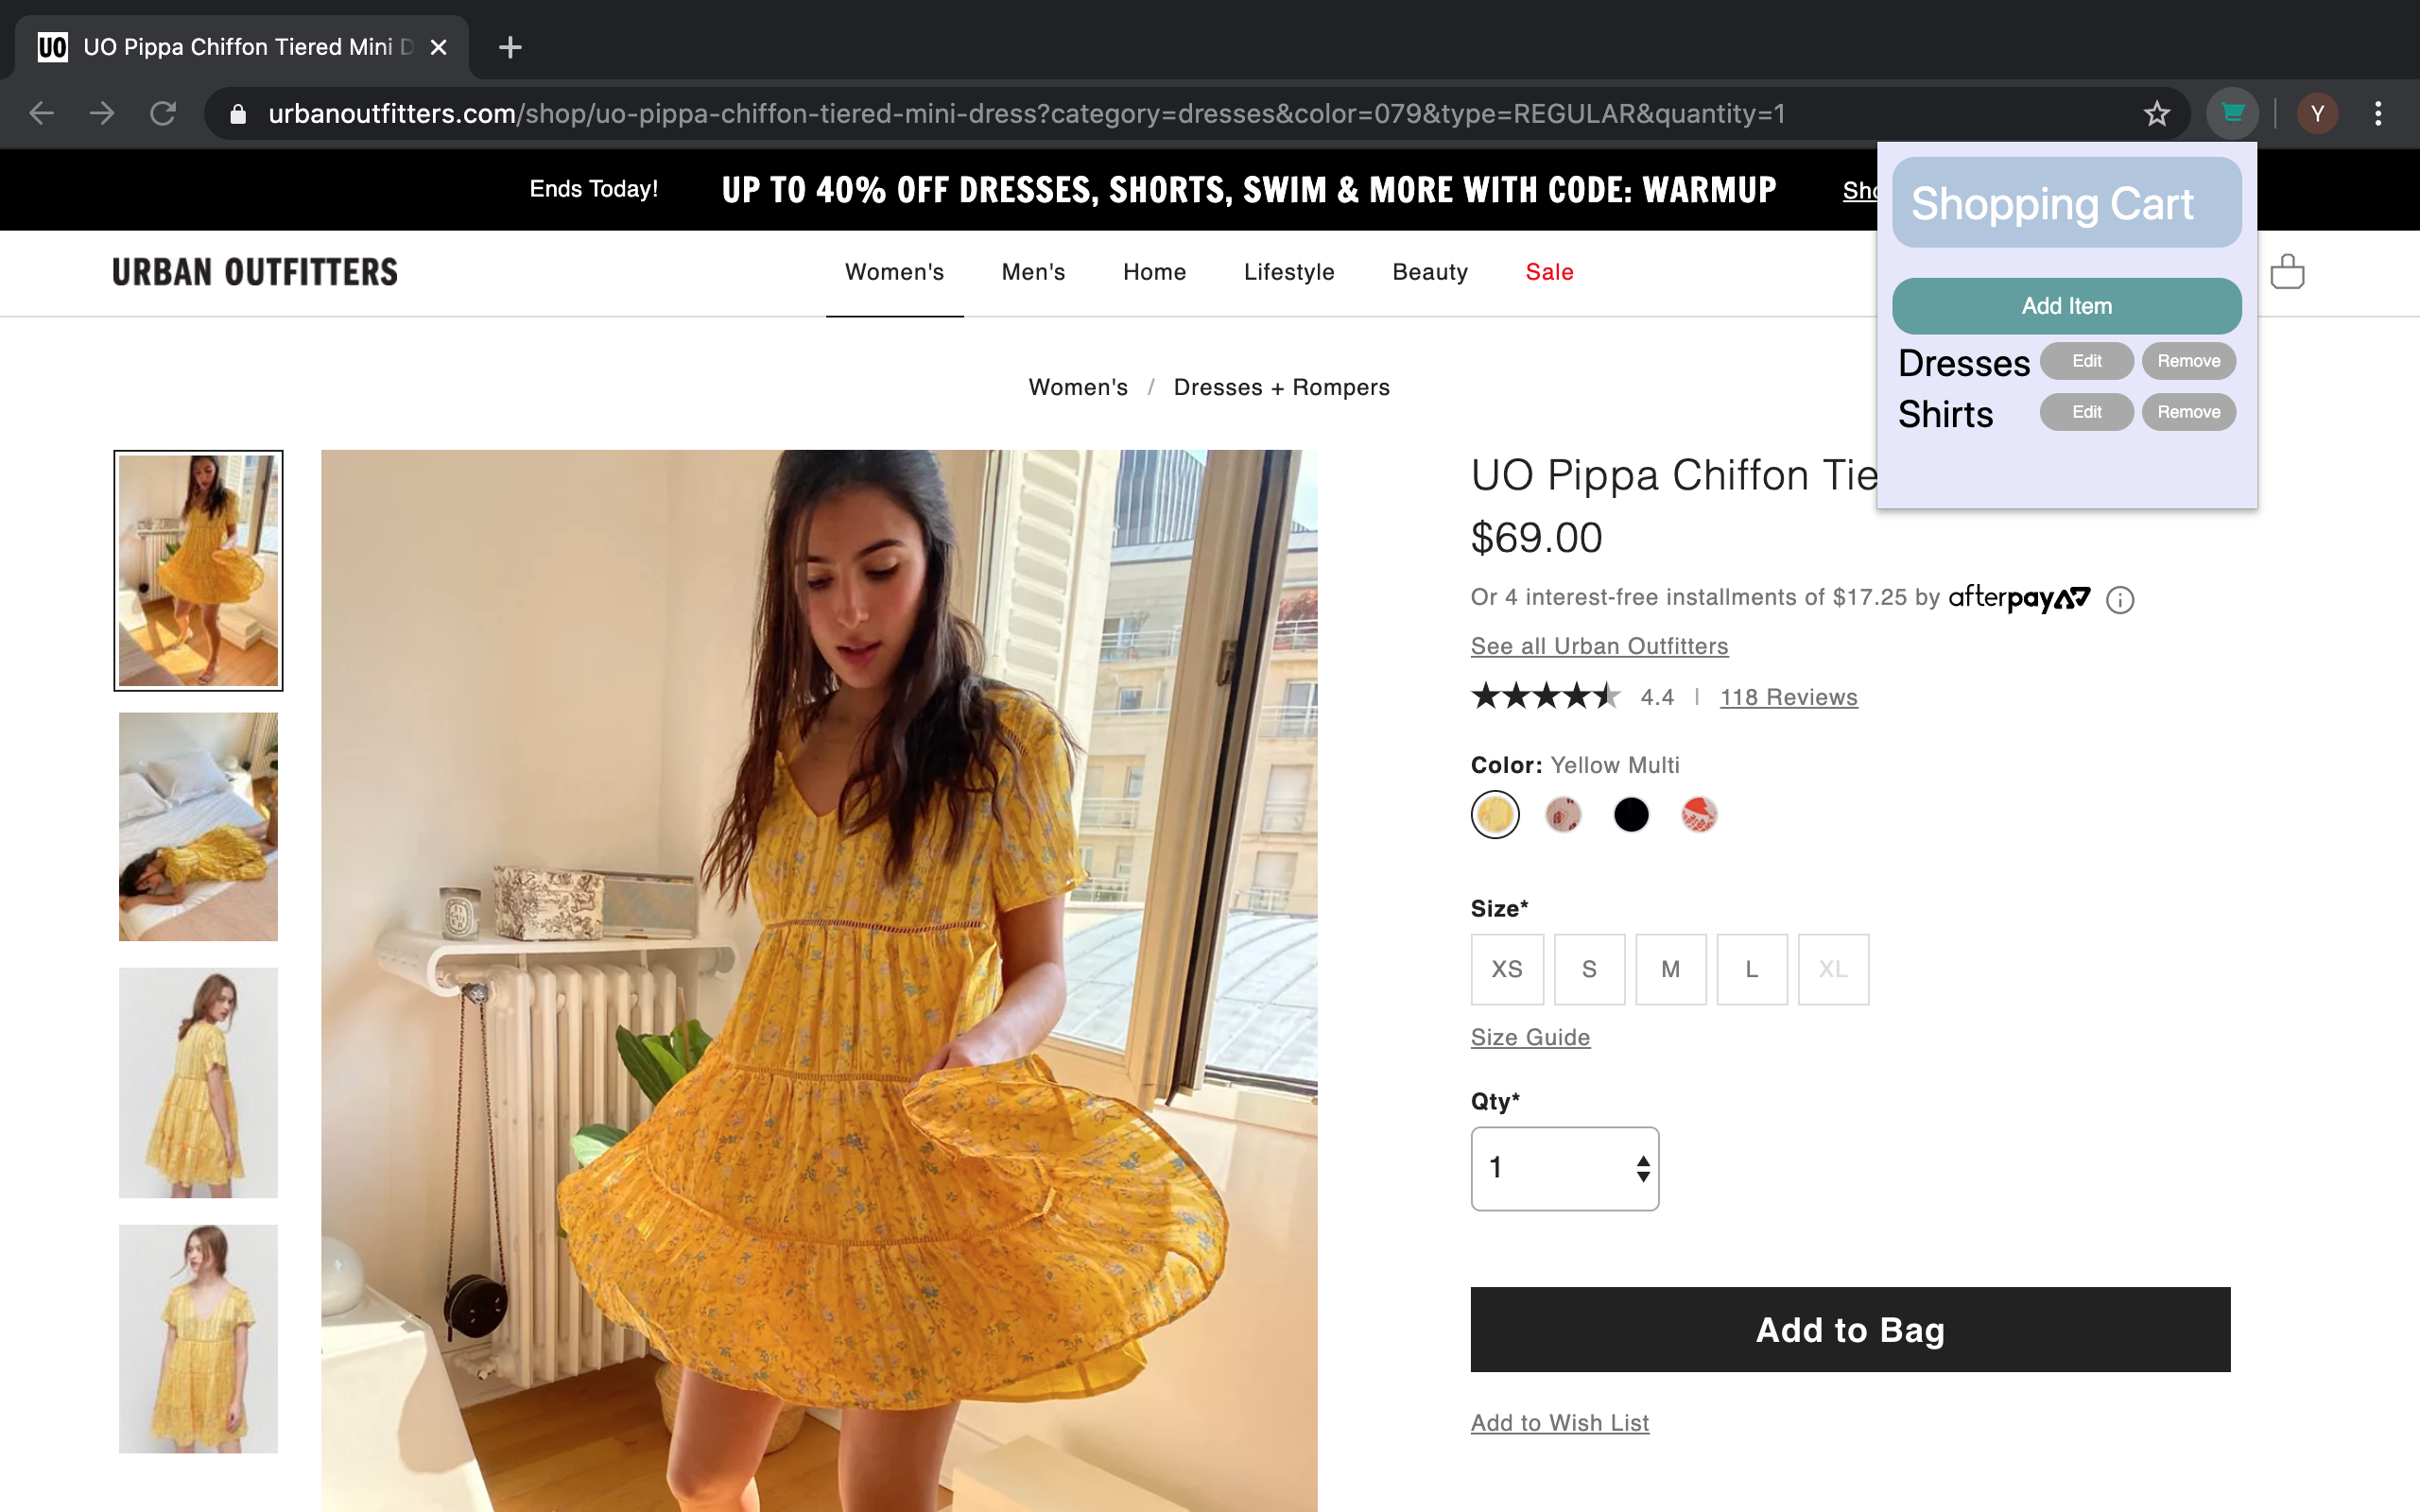 UO UO Pippa Chiffon Tiered Mini D
urbanoutfitters.com/shop/uo-pippa-chiffon-tiered-mini-dress?category=dresses&color=079&type=REGULAR&quantity=1
Y
Ends Today! UP TO 40% OFF DRESSES, SHORTS, SWIM & MORE WITH CODE: WARMUP Sho
Shopping Cart
Add Item
Dresses Edit Remove
Shirts Edit Remove
URBAN OUTFITTERS
Women's Men's Home Lifestyle Beauty Sale
Women's / Dresses + Rompers
UO Pippa Chiffon Tie
$69.00
Or 4 interest-free installments of $17.25 by afterpay
See all Urban Outfitters
4.4 | 118 Reviews
Color: Yellow Multi
Size*
XS S M L XL
Size Guide
Qty*
1
Add to Bag
Add to Wish List